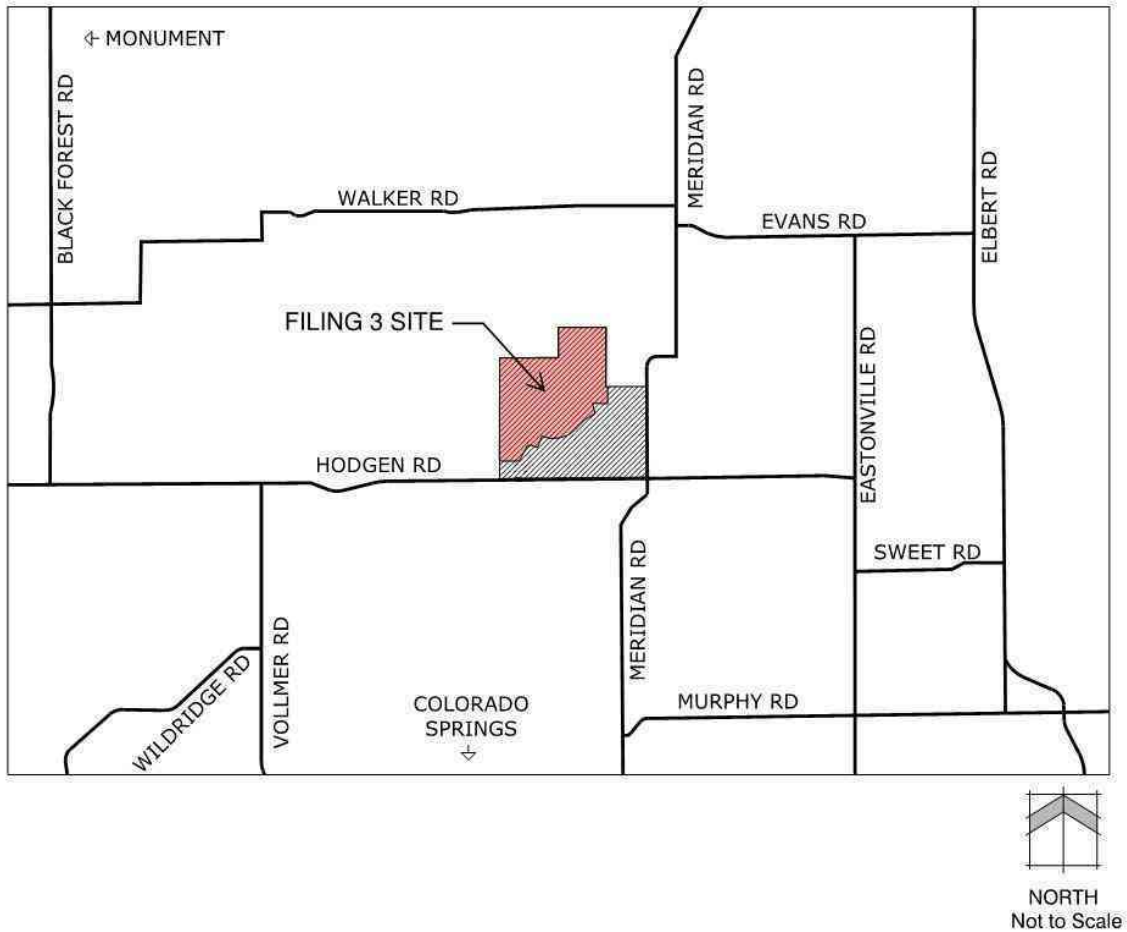 MONUMENT
BLACK FOREST RD
MERIDIAN RD
WALKER RD
EVANS RD
ELBERT RD
FILING 3 SITE
EASTONVILLE RD
HODGEN RD
SWEET RD
MERIDIAN RD
VOLLMER RD
WILDRIDGE RD
COLORADO
SPRINGS
MURPHY RD
NORTH
Not to Scale